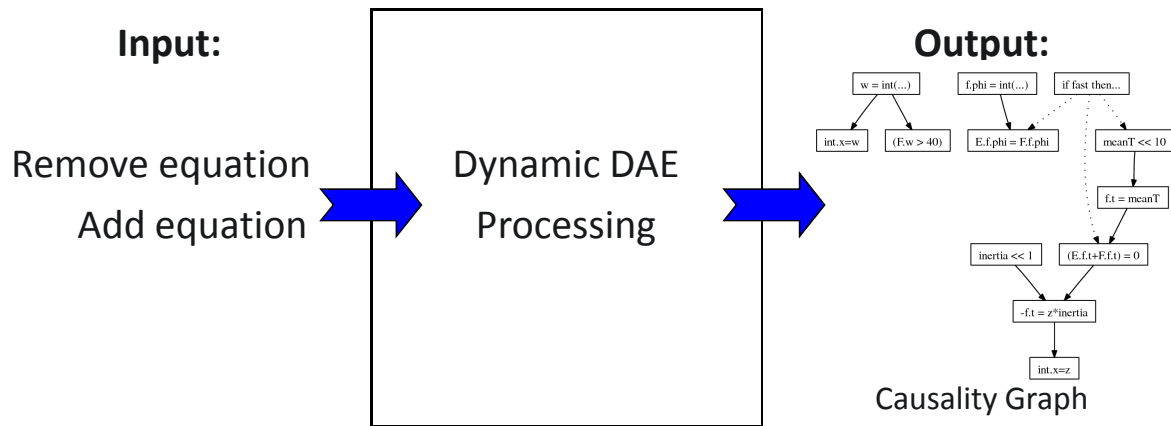 Input:
Remove equation
Add equation
Dynamic DAE
Processing
Output:
w = int(...)
f.phi = int(...)
if fast then...
int.x=w
(F.w > 40)
E.f.phi = F.f.phi
meanT << 10
f.t = meanT
inertia << 1
(E.f.t+F.f.t) = 0
-f.t = z*inertia
int.x=z
Causality Graph